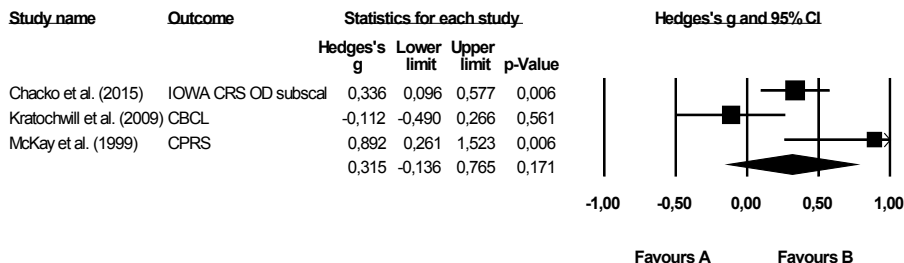 Study name Outcome Statistics for each study Hedges's g and 95% CI
Hedges's Lower Upper
g limit limit p-Value
Chacko et al. (2015) IOWA CRS OD subscal 0,336 0,096 0,577 0,006
Kratochwill et al. (2009) CBCL -0,112 -0,490 0,266 0,561
McKay et al. (1999) CPRS 0,892 0,261 1,523 0,006
0,315 -0,136 0,765 0,171
-1,00 -0,50 0,00 0,50 1,00
Favours A Favours B